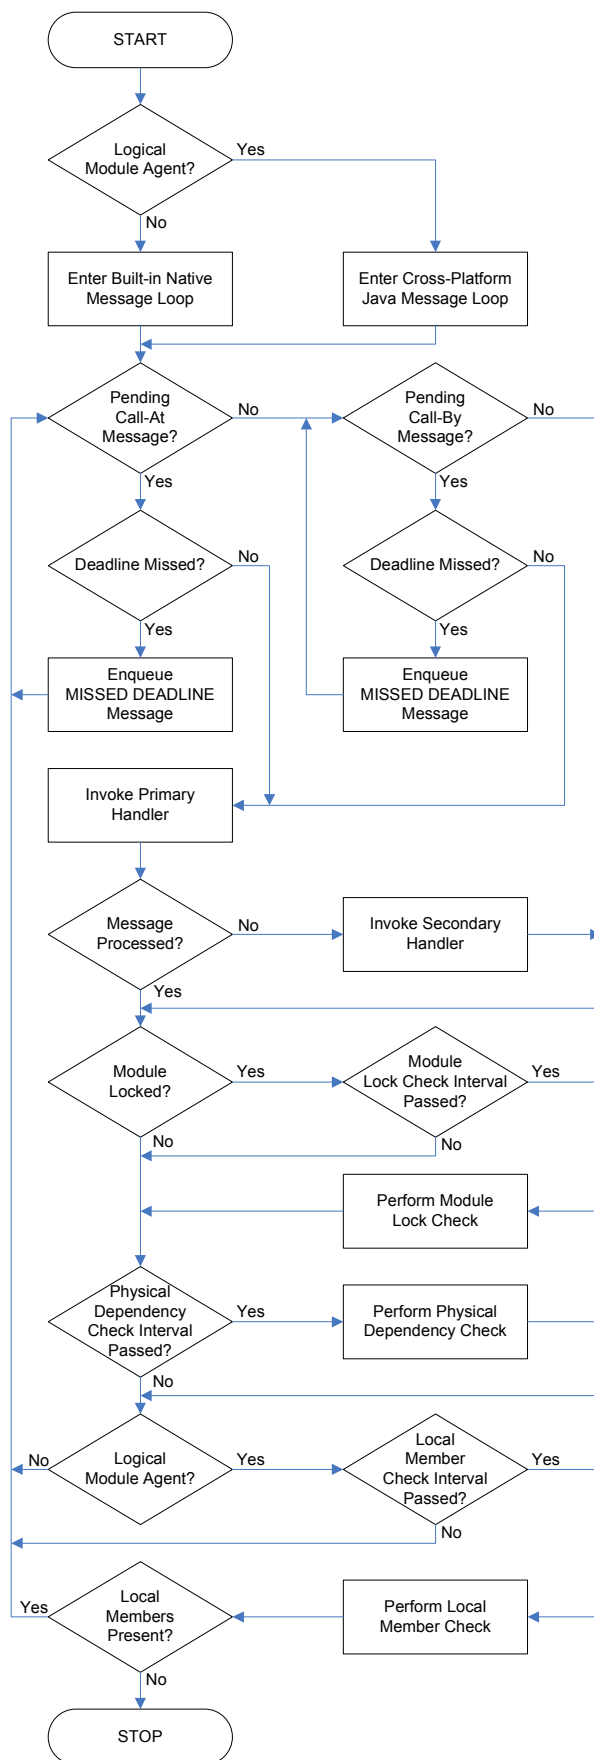 START
Logical
Module Agent?
Yes
No
Enter Built-in Native
Message Loop
Enter Cross-Platform
Java Message Loop
Pending
Call-At
Message?
No
Pending
Call-By
Message?
No
Yes
Yes
Deadline Missed?
No
Deadline Missed?
No
Yes
Yes
Enqueue
MISSED DEADLINE
Message
Enqueue
MISSED DEADLINE
Message
Invoke Primary
Handler
Message
Processed?
No
Invoke Secondary
Handler
Yes
Module
Locked?
Yes
Module
Lock Check Interval
Passed?
Yes
No
No
Perform Module
Lock Check
Physical
Dependency
Check Interval
Passed?
Yes
Perform Physical
Dependency Check
No
No
Logical
Module Agent?
Yes
Local
Member
Check Interval
Passed?
Yes
No
Yes
Local
Members
Present?
Perform Local
Member Check
No
STOP